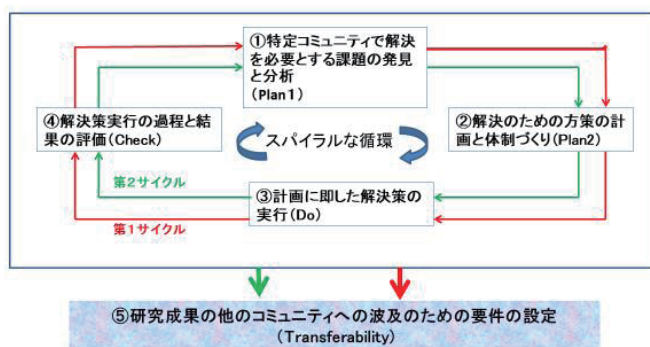 ①特定コミュニティで解決
を必要とする課題の発見
と分析
(Plan1)
④解決策実行の過程と結
果の評価(Check)
スパイラルな循環
②解決のための方策の計
画と体制づくり(Plan2)
第2サイクル
③計画に即した解決策の
実行(Do)
第1サイクル
⑤研究成果の他のコミュニティへの波及のための要件の設定
(Transferability)